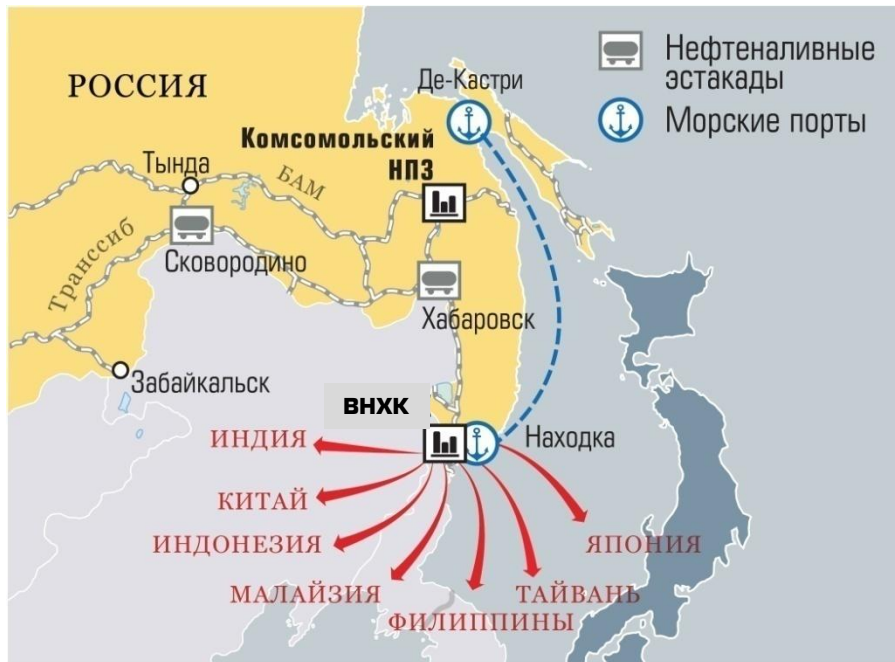 РОССИЯ
Де-Кастри
Нефтеналивные
эстакады
Морские порты
Комсомольский
НПЗ
Тында
БАМ
Транссиб
Сковородино
Хабаровск
Забайкальск
ВНХК
Находка
ИНДИЯ
КИТАЙ
ИНДОНЕЗИЯ
МАЛАЙЗИЯ
ФИЛИППИНЫ
ТАЙВАНЬ
ЯПОНИЯ